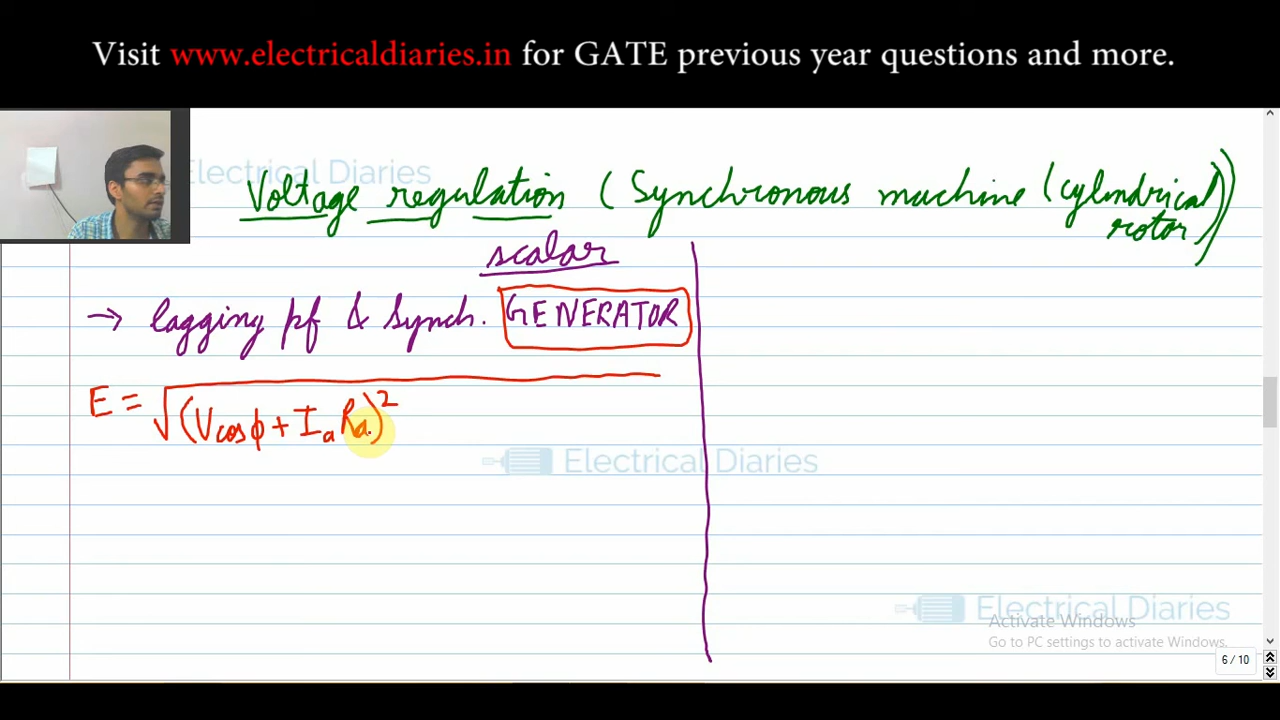 Visit www.electricaldiaries.in for GATE previous year questions and more.
Electrical Diaries
Voltage regulation (Synchronous machine (cylindrical rotor))
scalar
→ lagging pf & Synch. GENERATOR
E = √(Vcosϕ + IaRa)²
Electrical Diaries
Electrical Diaries
Activate Windows
Go to PC settings to activate Windows.
6 / 10